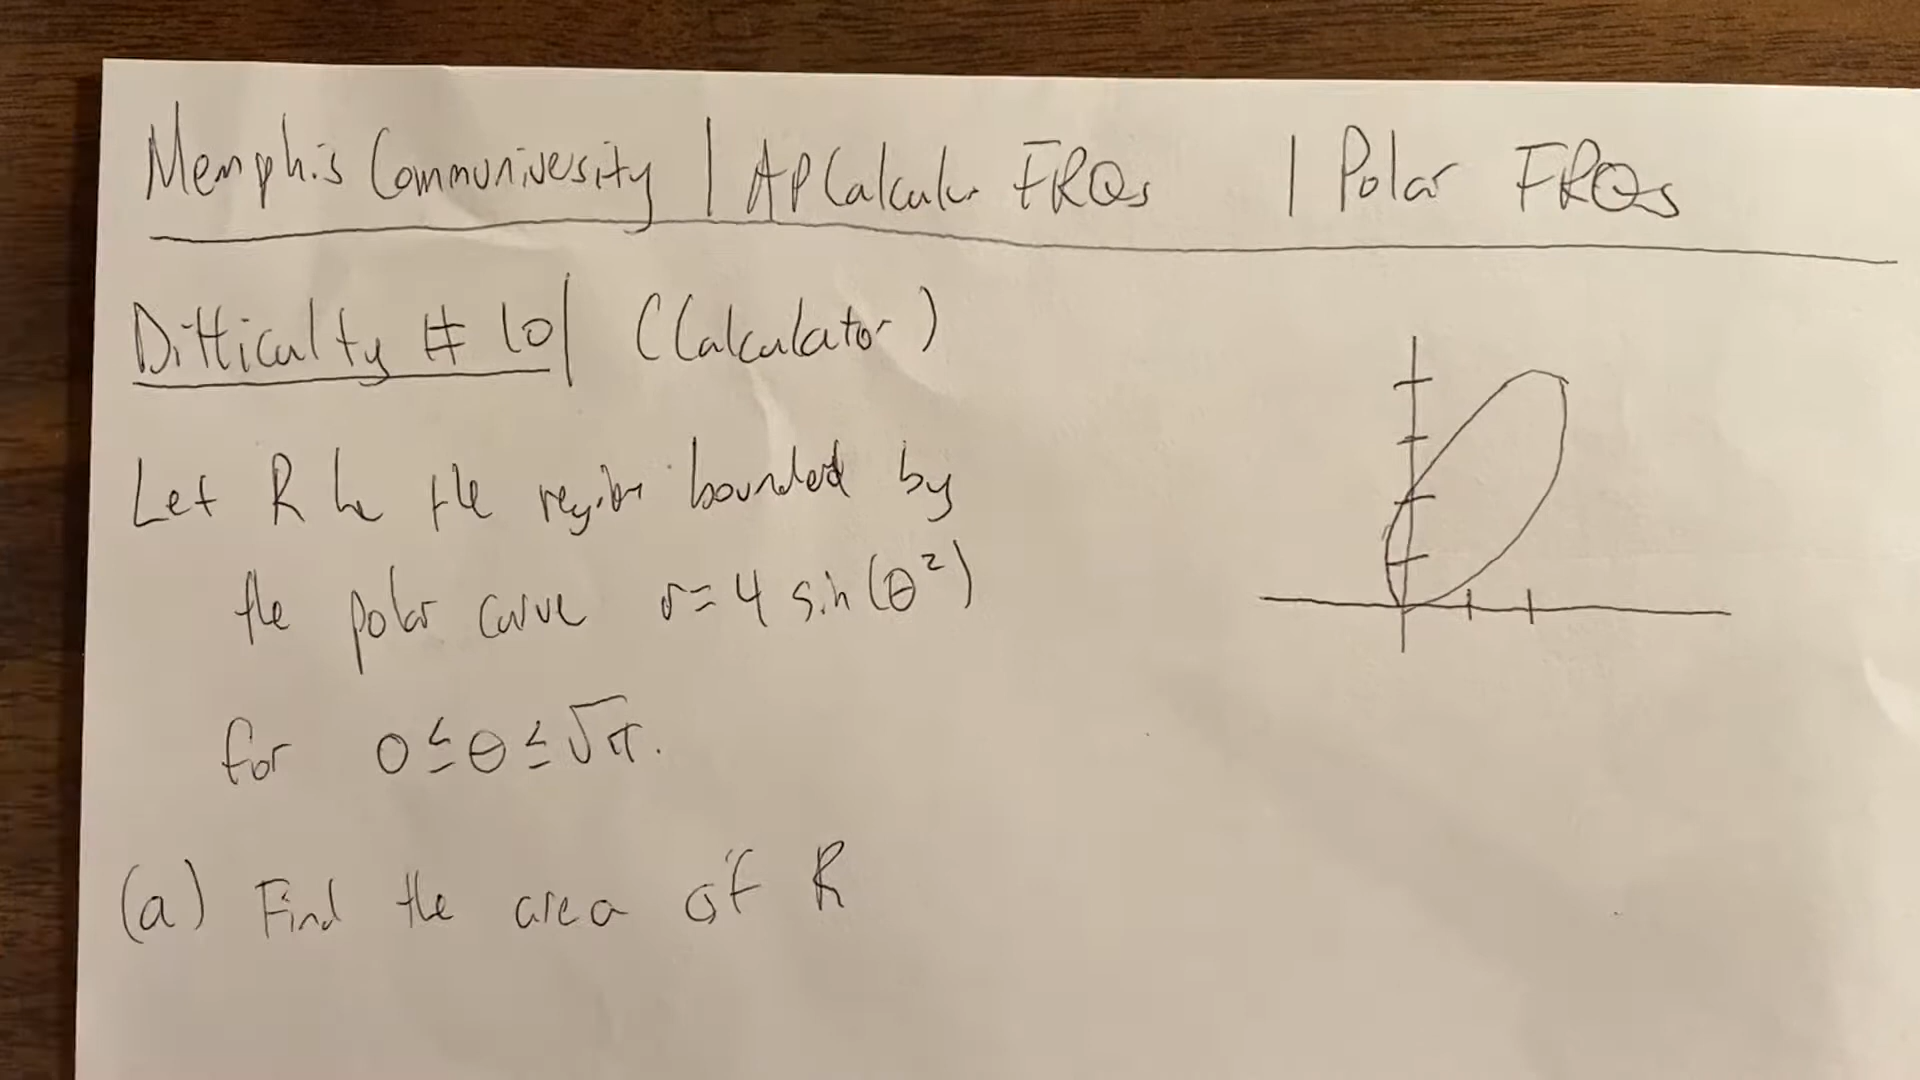 Memphis Communiversity | AP Calculus FRQs | Polar FRQs
Difficulty # 10 | (Calculator)
Let R be the region bounded by
the polar curve r = 4 sin(θ²)
for 0 ≤ θ ≤ √π.
(a) Find the area of R